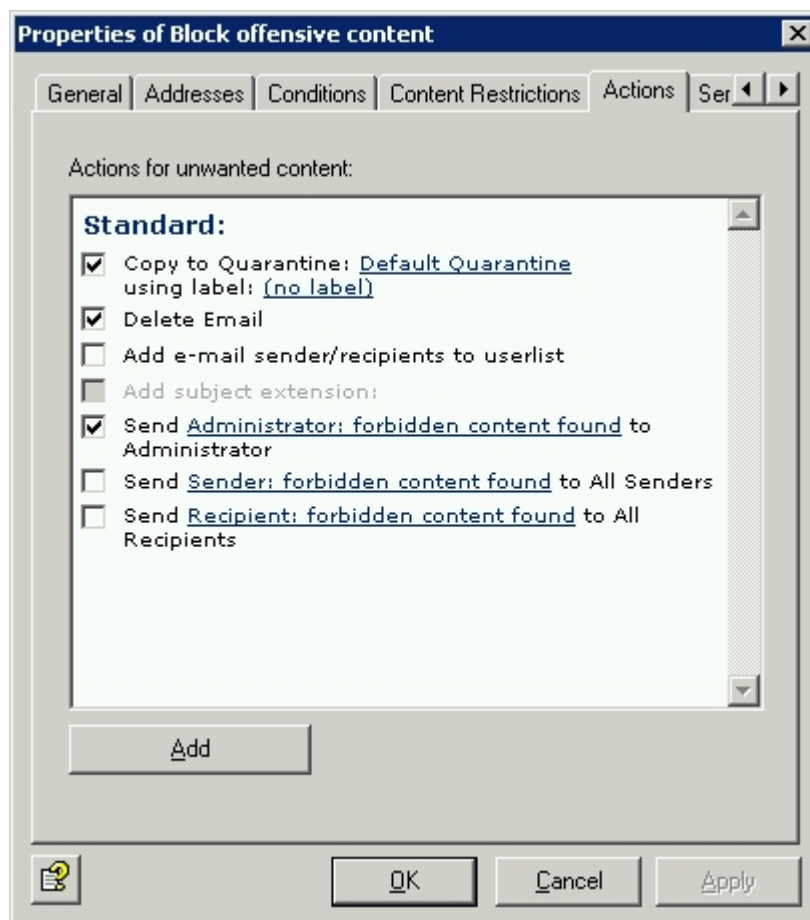 Properties of Block offensive content
General Addresses Conditions Content Restrictions Actions Ser
Actions for unwanted content:
Standard:
Copy to Quarantine: Default Quarantine
using label: (no label)
Delete Email
Add e-mail sender/recipients to userlist
Add subject extension:
Send Administrator: forbidden content found to
Administrator
Send Sender: forbidden content found to All Senders
Send Recipient: forbidden content found to All
Recipients
Add
OK Cancel Apply